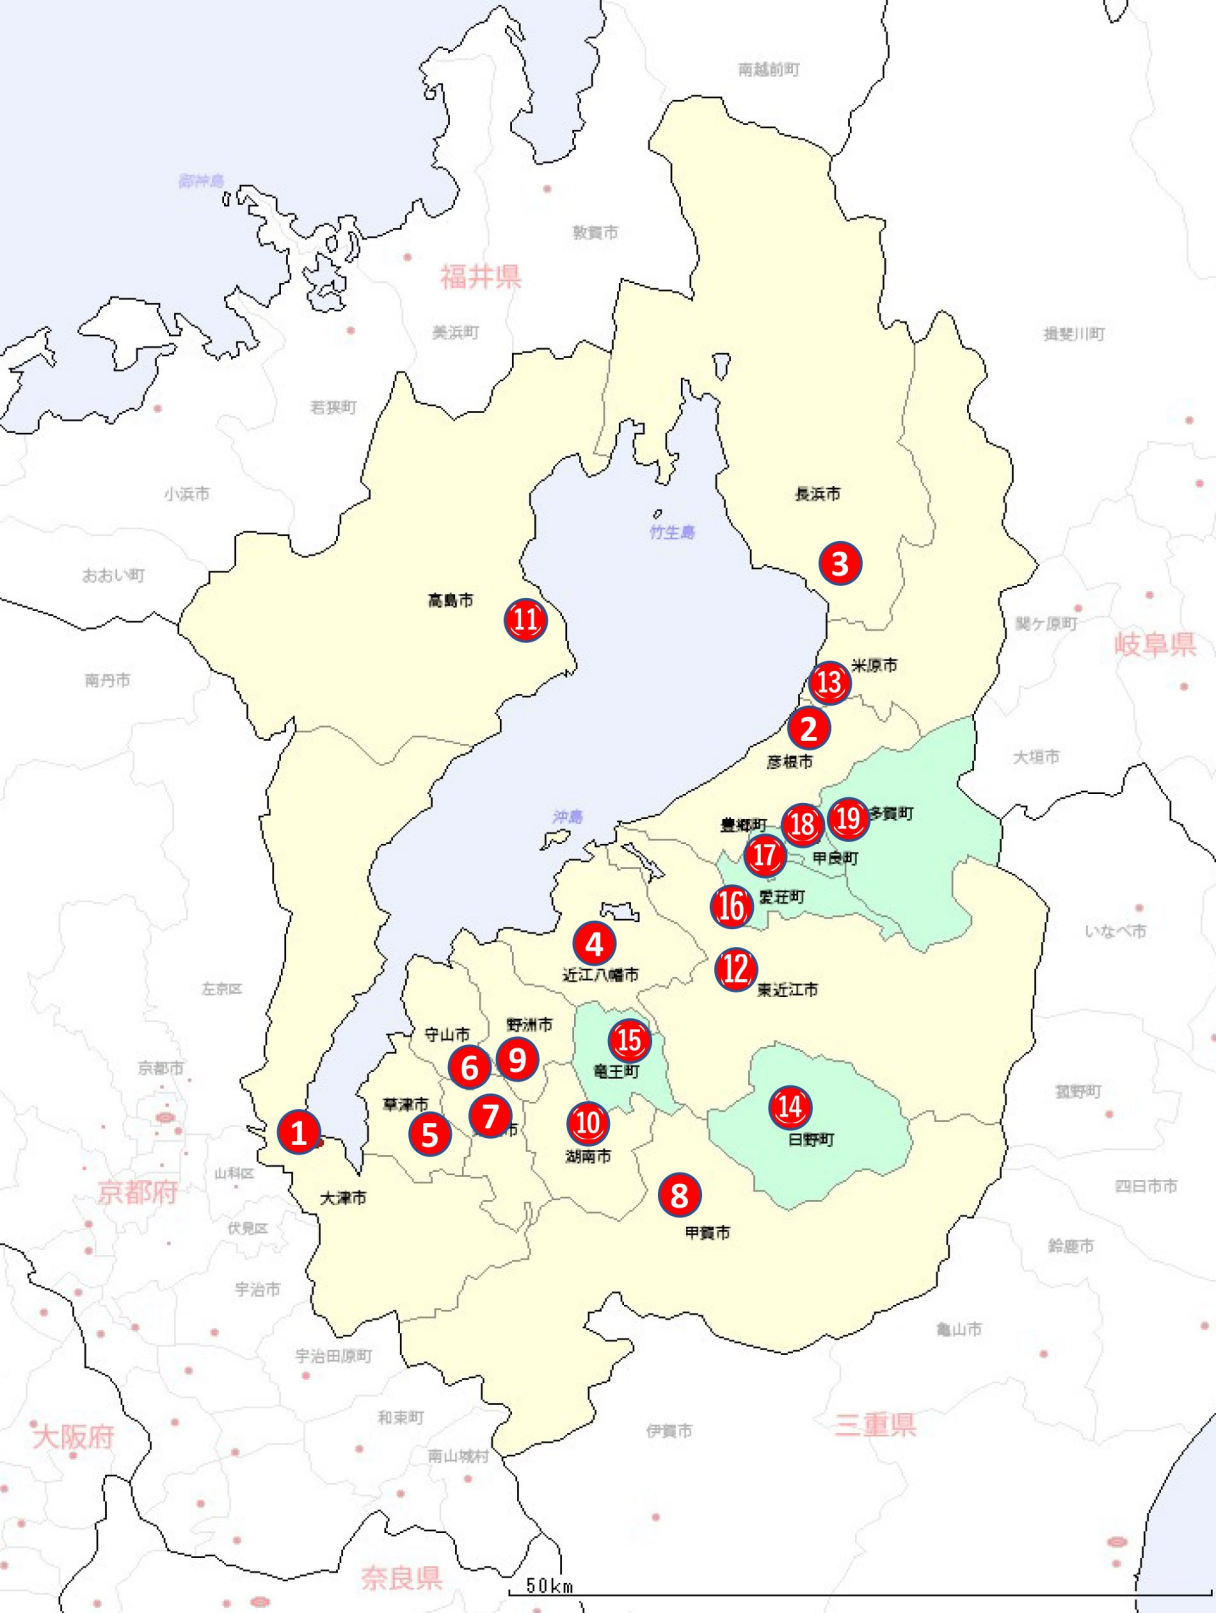 南越前町
御神島
敦賀市
福井県
美浜町
揖斐川町
若狭町
小浜市
長浜市
竹生島
3
おおい町
高島市
11
関ケ原町
岐阜県
米原市
南丹市
13
2
大垣市
彦根市
沖島
豊郷町
18
19
多賀町
17
甲良町
愛荘町
16
いなべ市
4
近江八幡市
12
東近江市
左京区
野洲市
守山市
15
京都市
6
9
竜王町
菰野町
草津市
14
7
市
10
1
5
日野町
湖南市
山科区
京都府
8
四日市市
大津市
伏見区
甲賀市
鈴鹿市
宇治市
亀山市
宇治田原町
和束町
大阪府
三重県
伊賀市
南山城村
奈良県
50km